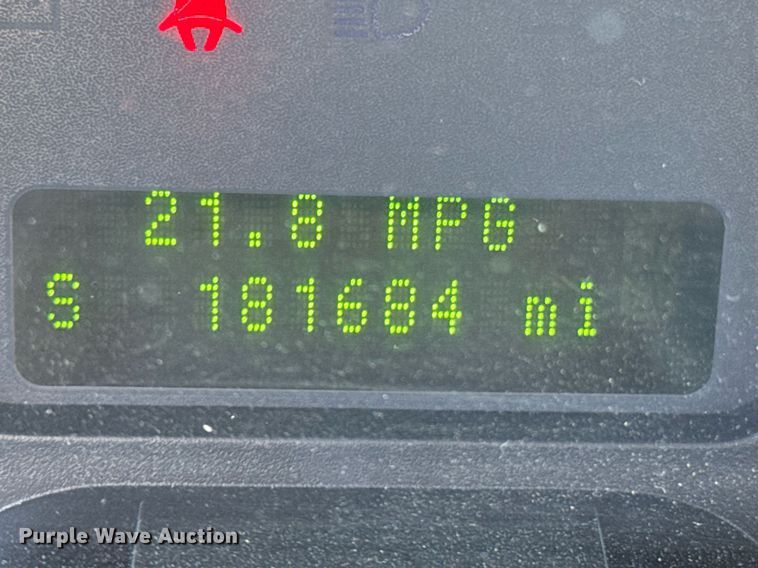 21.8 MPG
S 181684 mi
Purple Wave Auction